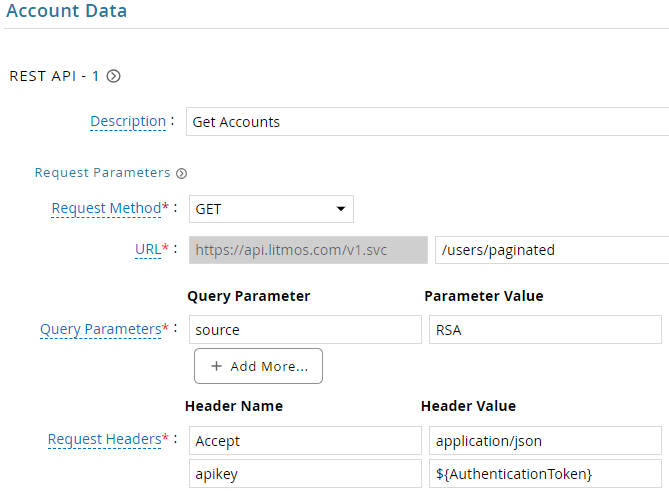 Account Data
REST API - 1
Description :
Get Accounts
Request Parameters
Request Method* :
GET
URL* :
https://api.litmos.com/v1.svc
/users/paginated
Query Parameter Parameter Value
Query Parameters* :
source
RSA
+ Add More...
Header Name Header Value
Request Headers* :
Accept
application/json
apikey
${AuthenticationToken}